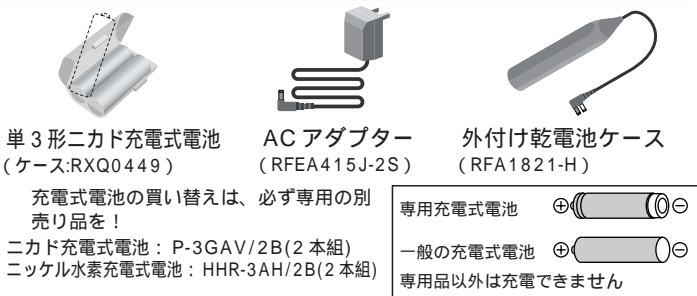 単3形ニカド充電式電池
(ケース:RXQ0449)
ACアダプター
(RFEA415J-2S)
外付け乾電池ケース
(RFA1821-H)
充電式電池の買い替えは、必ず専用の別
売り品を!
ニカド充電式電池:P-3GAV/2B(2本組)
ニッケル水素充電式電池:HHR-3AH/2B(2本組)
専用充電式電池 ⊕ ⊖
一般の充電式電池 ⊕ ⊖
専用品以外は充電できません